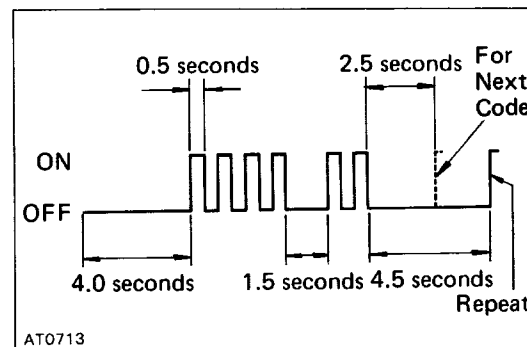 0.5 seconds
2.5 seconds
For
Next
Code
ON
OFF
4.0 seconds
1.5 seconds
4.5 seconds
Repeat
AT0713